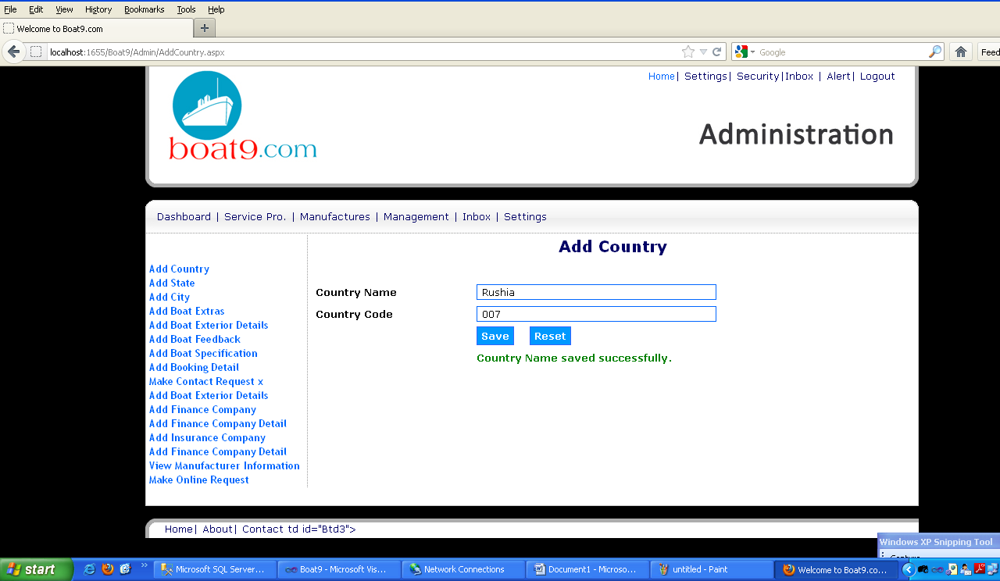 File Edit View History Bookmarks Tools Help
Welcome to Boat9.com
localhost:1655/Boat9/Admin/AddCountry.aspx
Google
Feed
Home| Settings| Security|Inbox | Alert| Logout
boat9.com
Administration
Dashboard | Service Pro. | Manufactures | Management | Inbox | Settings
Add Country
Add Country
Add State
Add City
Add Boat Extras
Add Boat Exterior Details
Add Boat Feedback
Add Boat Specification
Add Booking Detail
Make Contact Request x
Add Boat Exterior Details
Add Finance Company
Add Finance Company Detail
Add Insurance Company
Add Finance Company Detail
View Manufacturer Information
Make Online Request
Country Name Rushia
Country Code 007
Save Reset
Country Name saved successfully.
Home| About| Contact td id="Btd3">
Windows XP Snipping Tool
start Microsoft SQL Server... Boat9 - Microsoft Vis... Network Connections Document1 - Microso... untitled - Paint Welcome to Boat9.co...